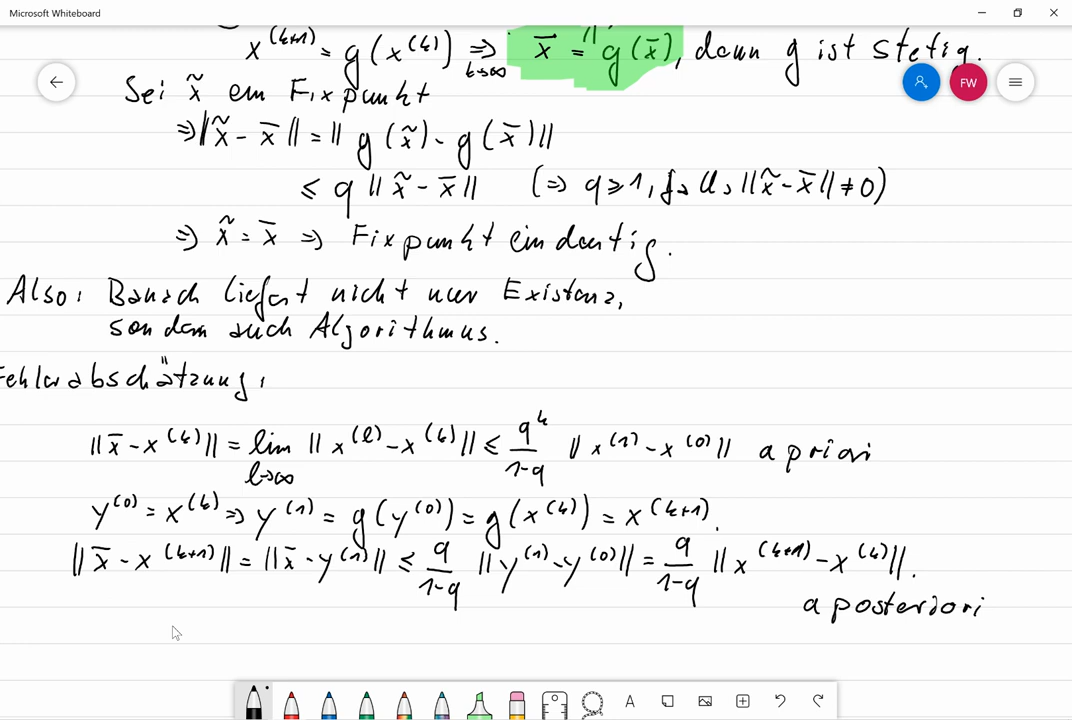 Microsoft Whiteboard
x^(k+1) = g(x^(k)) ⇒ k→∞ x̄ = g(x̄), denn g ist stetig.
Sei x̃ ein Fixpunkt
FW
⇒ ||x̃ - x̄|| = || g(x̃) - g(x̄) ||
≤ q ||x̃ - x̄|| (⇒ q ≥ 1, falls ||x̃ - x̄|| ≠ 0)
⇒ x̃ = x̄ ⇒ Fixpunkt eindeutig.
Also: Banach liefert nicht nur Existenz,
sondern auch Algorithmus.
Fehlerabschätzung:
||x̄ - x^(k)|| = lim l→∞ || x^(l) - x^(k) || ≤ q^k/(1-q) || x^(1) - x^(0) || a priori
y^(0) = x^(k) ⇒ y^(1) = g(y^(0)) = g(x^(k)) = x^(k+1).
||x̄ - x^(k+1)|| = ||x̄ - y^(1)|| ≤ q/(1-q) ||y^(1) - y^(0)|| = q/(1-q) ||x^(k+1) - x^(k)||.
a posteriori
A